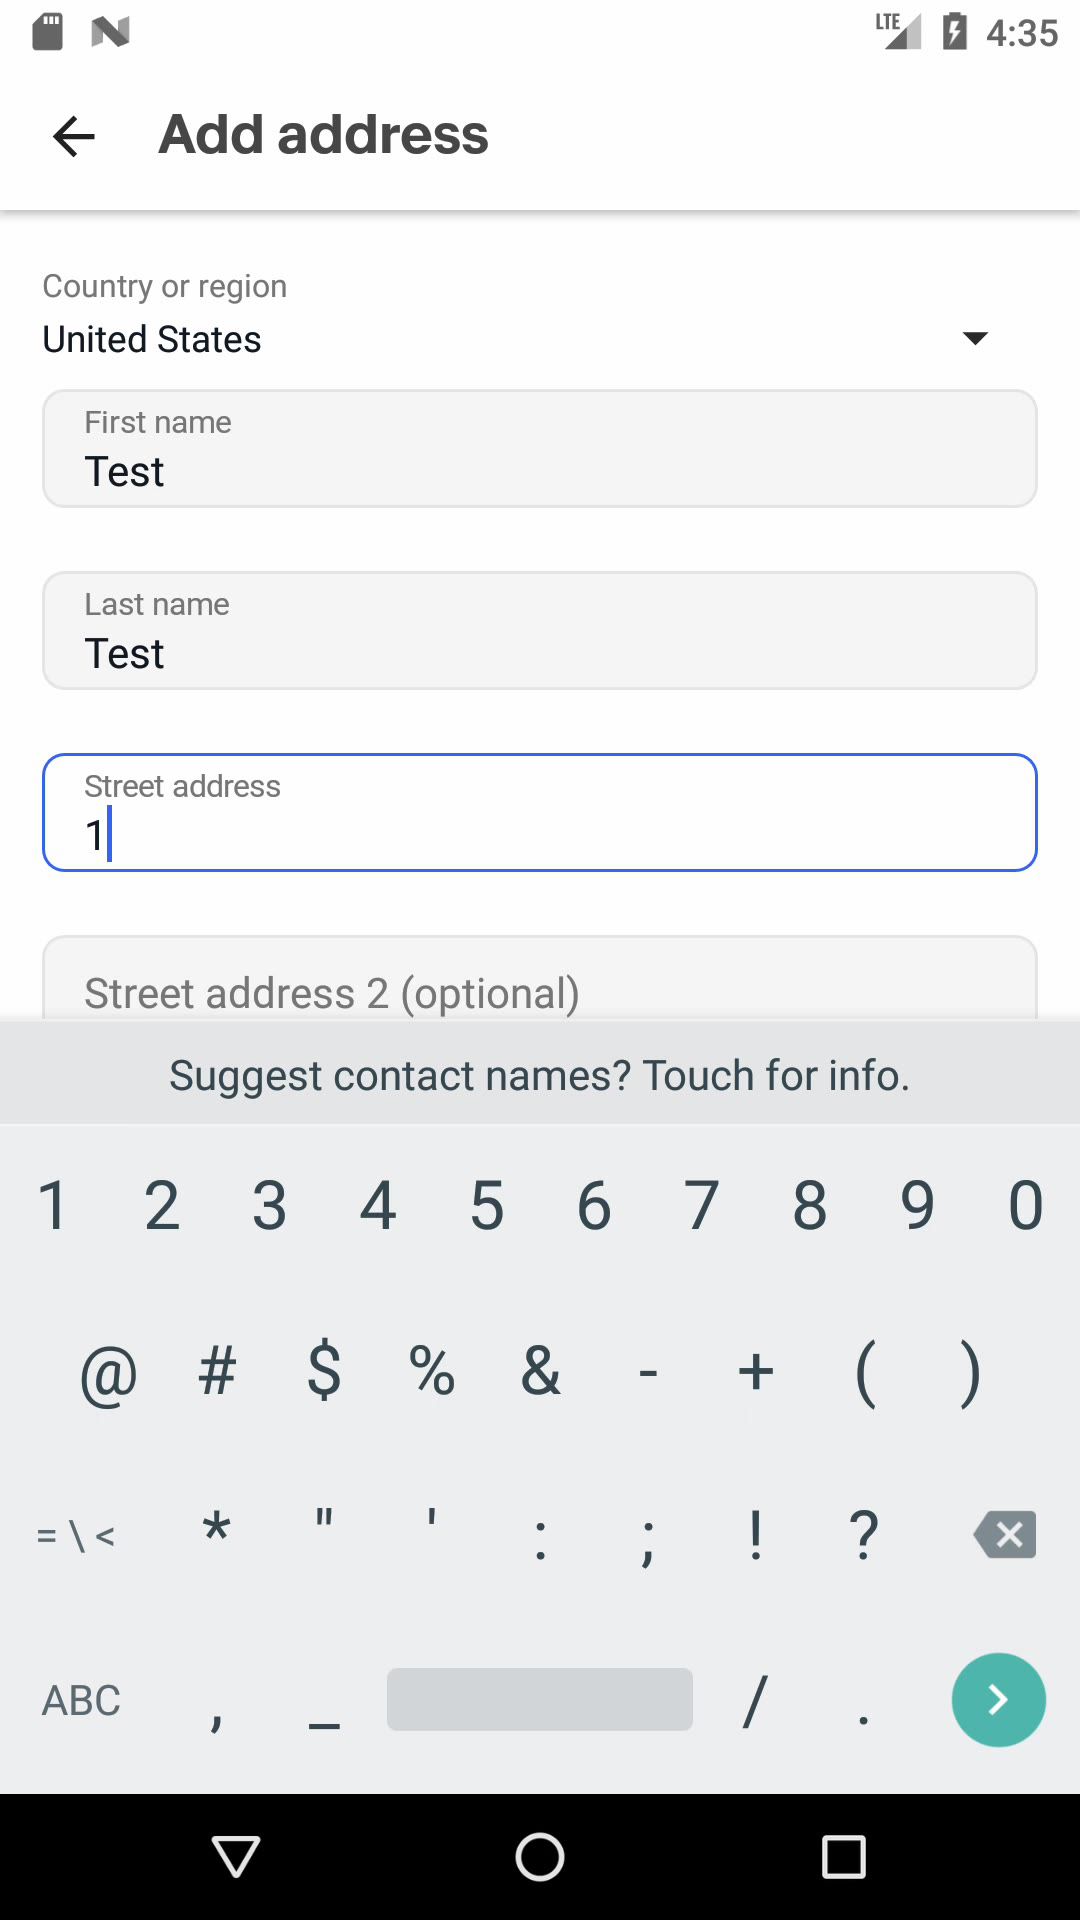 LTE 4:35
Add address
Country or region
United States
First name
Test
Last name
Test
Street address
1
Street address 2 (optional)
Suggest contact names? Touch for info.
1 2 3 4 5 6 7 8 9 0
@ # $ % & - + ( )
= \ < * " ' : ; ! ?
ABC , _ / .